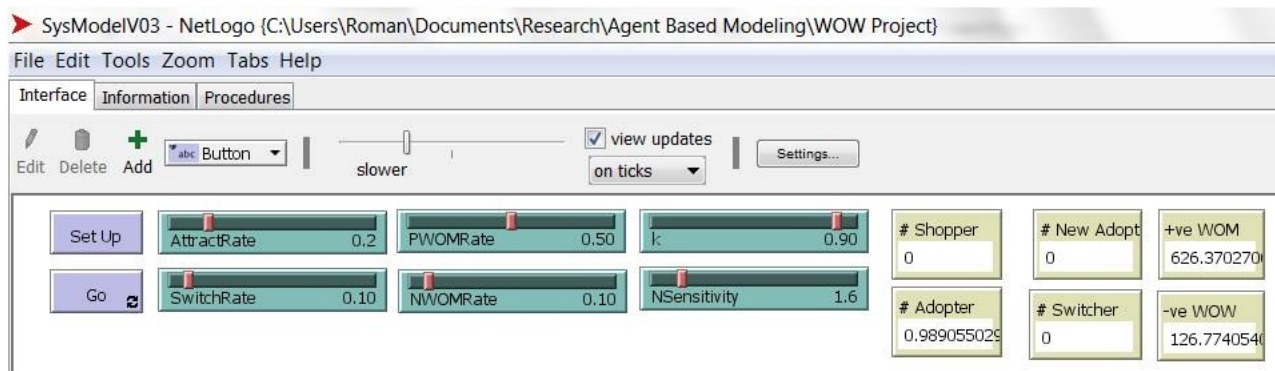 SysModelV03 - NetLogo {C:\Users\Roman\Documents\Research\Agent Based Modeling\WOW Project}
File Edit Tools Zoom Tabs Help
Interface Information Procedures
Edit Delete Add abc Button slower view updates on ticks Settings...
Set Up AttractRate 0.2 PWOMRate 0.50 k 0.90 # Shopper 0 # New Adopt 0 +ve WOM 626.3702700
Go SwitchRate 0.10 NWOMRate 0.10 NSensitivity 1.6 # Adopter 0.989055029 # Switcher 0 -ve WOW 126.7740540